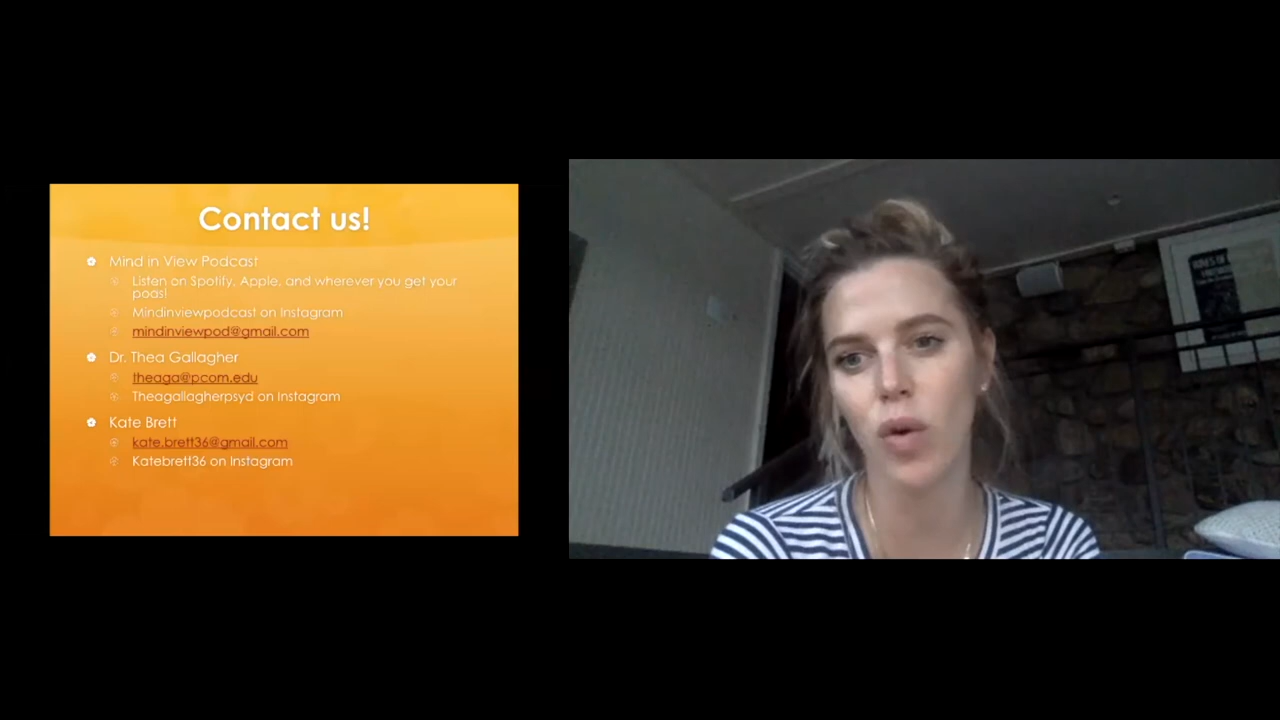 Contact us!
Mind in View Podcast
Listen on Spotify, Apple, and wherever you get your
pods!
Mindinviewpodcast on Instagram
mindinviewpod@gmail.com
Dr. Thea Gallagher
theaga@pcom.edu
Theagallagherpsyd on Instagram
Kate Brett
kate.brett36@gmail.com
Katebrett36 on Instagram